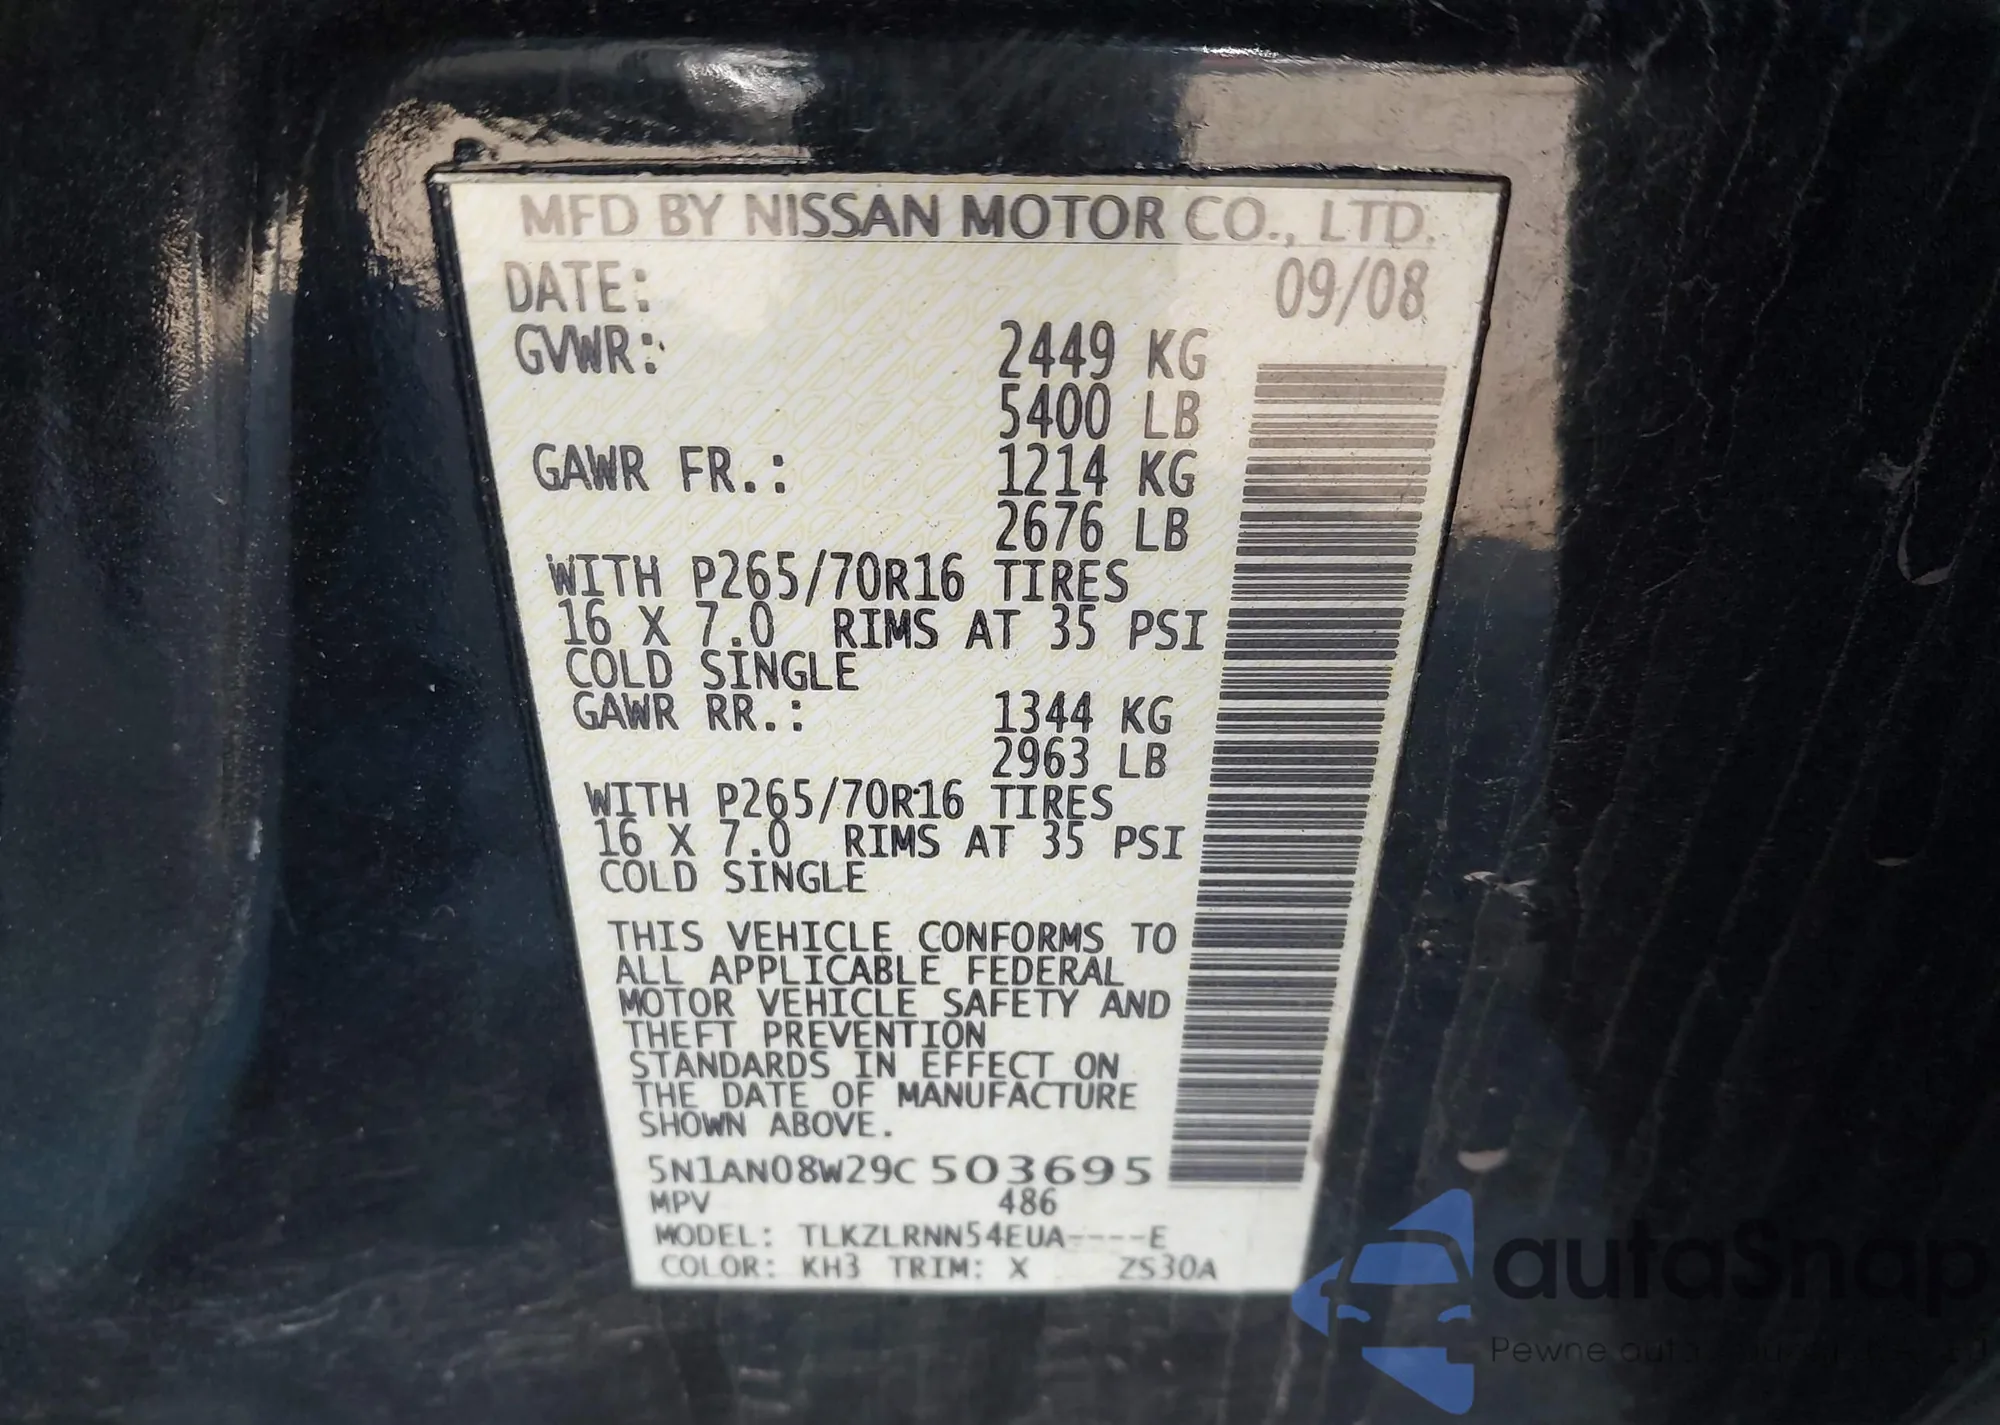 MFD BY NISSAN MOTOR CO., LTD.
DATE: 09/08
GVWR: 2449 KG
5400 LB
GAWR FR.: 1214 KG
2676 LB
WITH P265/70R16 TIRES
16 X 7.0 RIMS AT 35 PSI
COLD SINGLE
GAWR RR.: 1344 KG
2963 LB
WITH P265/70R16 TIRES
16 X 7.0 RIMS AT 35 PSI
COLD SINGLE
THIS VEHICLE CONFORMS TO
ALL APPLICABLE FEDERAL
MOTOR VEHICLE SAFETY AND
THEFT PREVENTION
STANDARDS IN EFFECT ON
THE DATE OF MANUFACTURE
SHOWN ABOVE.
5N1AN08W29C503695
MPV 486
MODEL: TLKZLRNN54EUA----E
COLOR: KH3 TRIM: X ZS30A
autaSnap
Pewne auta